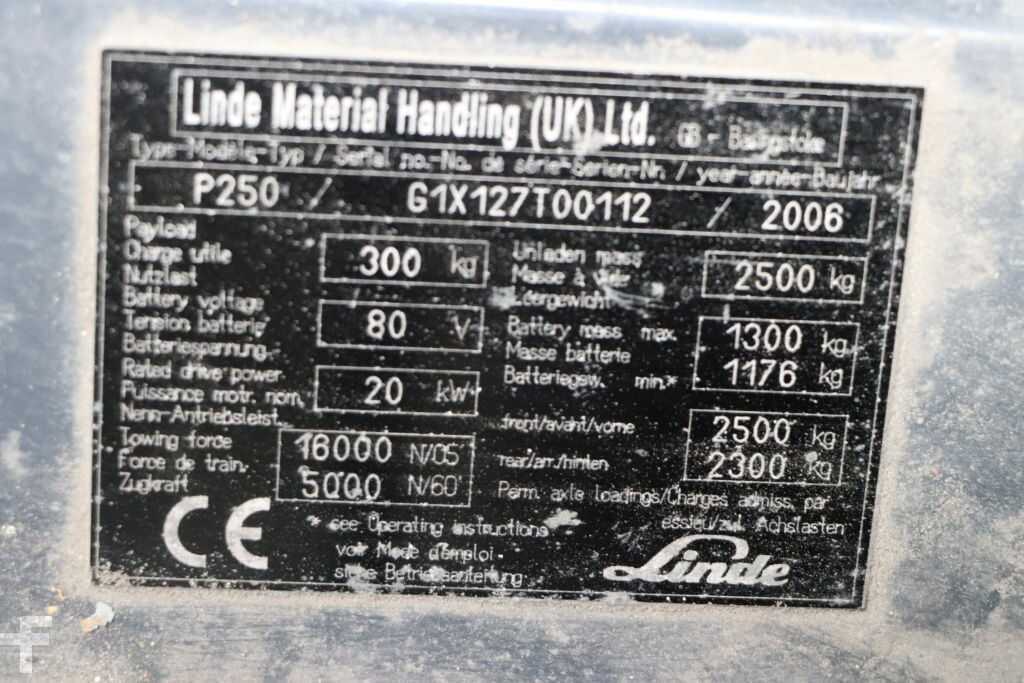 Linde Material Handling (UK) Ltd. GB - Basingstoke
Type-Modèle-Typ / Serial no.-No. de série-Serien-Nr. / year-année-Baujahr
P250 / G1X127T00112 / 2006
Payload
Charge utile
Nutzlast
300 kg
Unladen mass
Masse à vide
Leergewicht
2500 kg
Battery voltage
Tension batterie
Batteriespannung
80 V
Battery mass max.
Masse batterie
Batteriegew. min.*
1300 kg
1176 kg
Rated drive power
Puissance motr. nom.
Nenn-Antriebsleist.
20 kW
Towing force
Force de train.
Zugkraft
16000 N/05'
5000 N/60'
front/avant/vorne 2500 kg
rear/arr./hinten 2300 kg
Perm. axle loadings/Charges admiss. par
essieu/zul. Achslasten
CE
* see Operating instructions
voir Mode d'emploi
siehe Betriebsanleitung
Linde